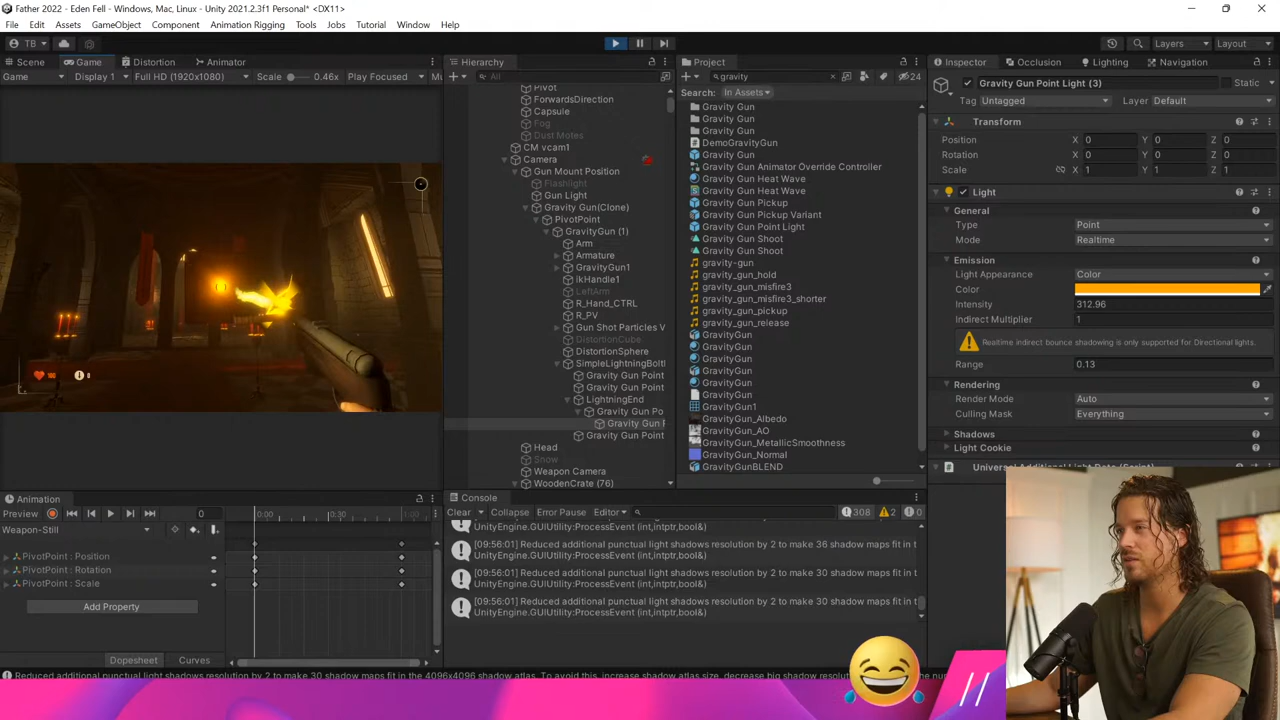 Father 2022 - Eden Fell - Windows, Mac, Linux - Unity 2021.2.3f1 Personal* <DX11>
File Edit Assets GameObject Component Animation Rigging Tools Jobs Tutorial Window Help
TB Layers Layout
Scene Game Distortion Animator
Game Display 1 Full HD (1920x1080) Scale 0.46x Play Focused Mu
100 0
Hierarchy
All
Pivot
ForwardsDirection
Capsule
Fog
Dust Motes
CM vcam1
Camera
Gun Mount Position
Flashlight
Gun Light
Gravity Gun(Clone)
PivotPoint
GravityGun (1)
Arm
Armature
GravityGun1
ikHandle1
LeftArm
R_Hand_CTRL
R_PV
Gun Shot Particles V
DistortionCube
DistortionSphere
SimpleLightningBolt
Gravity Gun Point
Gravity Gun Point
LightningEnd
Gravity Gun Po
Gravity Gun F
Gravity Gun Point
Head
Snow
Weapon Camera
WoodenCrate (76)
Project
gravity 24
Search: In Assets
Gravity Gun
Gravity Gun
Gravity Gun
DemoGravityGun
Gravity Gun
Gravity Gun Animator Override Controller
Gravity Gun Heat Wave
Gravity Gun Heat Wave
Gravity Gun Pickup
Gravity Gun Pickup Variant
Gravity Gun Point Light
Gravity Gun Shoot
Gravity Gun Shoot
gravity-gun
gravity_gun_hold
gravity_gun_misfire3
gravity_gun_misfire3_shorter
gravity_gun_pickup
gravity_gun_release
GravityGun
GravityGun
GravityGun
GravityGun
GravityGun
GravityGun
GravityGun1
GravityGun_Albedo
GravityGun_AO
GravityGun_MetallicSmoothness
GravityGun_Normal
GravityGunBLEND
Inspector Occlusion Lighting Navigation
Gravity Gun Point Light (3) Static
Tag Untagged Layer Default
Transform
Position X 0 Y 0 Z 0
Rotation X 0 Y 0 Z 0
Scale X 1 Y 1 Z 1
Light
General
Type Point
Mode Realtime
Emission
Light Appearance Color
Color
Intensity 312.96
Indirect Multiplier 1
Realtime indirect bounce shadowing is only supported for Directional lights.
Range 0.13
Rendering
Render Mode Auto
Culling Mask Everything
Shadows
Light Cookie
Animation
Preview 0 0:00 0:30 1:00
Weapon-Still
PivotPoint : Position
PivotPoint : Rotation
PivotPoint : Scale
Add Property
Dopesheet Curves
Console
Clear Collapse Error Pause Editor 308 2 0
UnityEngine.GUIUtility:ProcessEvent (int,intptr,bool&)
[09:56:01] Reduced additional punctual light shadows resolution by 2 to make 36 shadow maps fit in t
UnityEngine.GUIUtility:ProcessEvent (int,intptr,bool&)
[09:56:01] Reduced additional punctual light shadows resolution by 2 to make 30 shadow maps fit in t
UnityEngine.GUIUtility:ProcessEvent (int,intptr,bool&)
[09:56:01] Reduced additional punctual light shadows resolution by 2 to make 30 shadow maps fit in t
UnityEngine.GUIUtility:ProcessEvent (int,intptr,bool&)
Reduced additional punctual light shadows resolution by 2 to make 30 shadow maps fit in the 4096x4096 shadow atlas. To avoid this, increase shadow atlas size, decrease big shadow
//